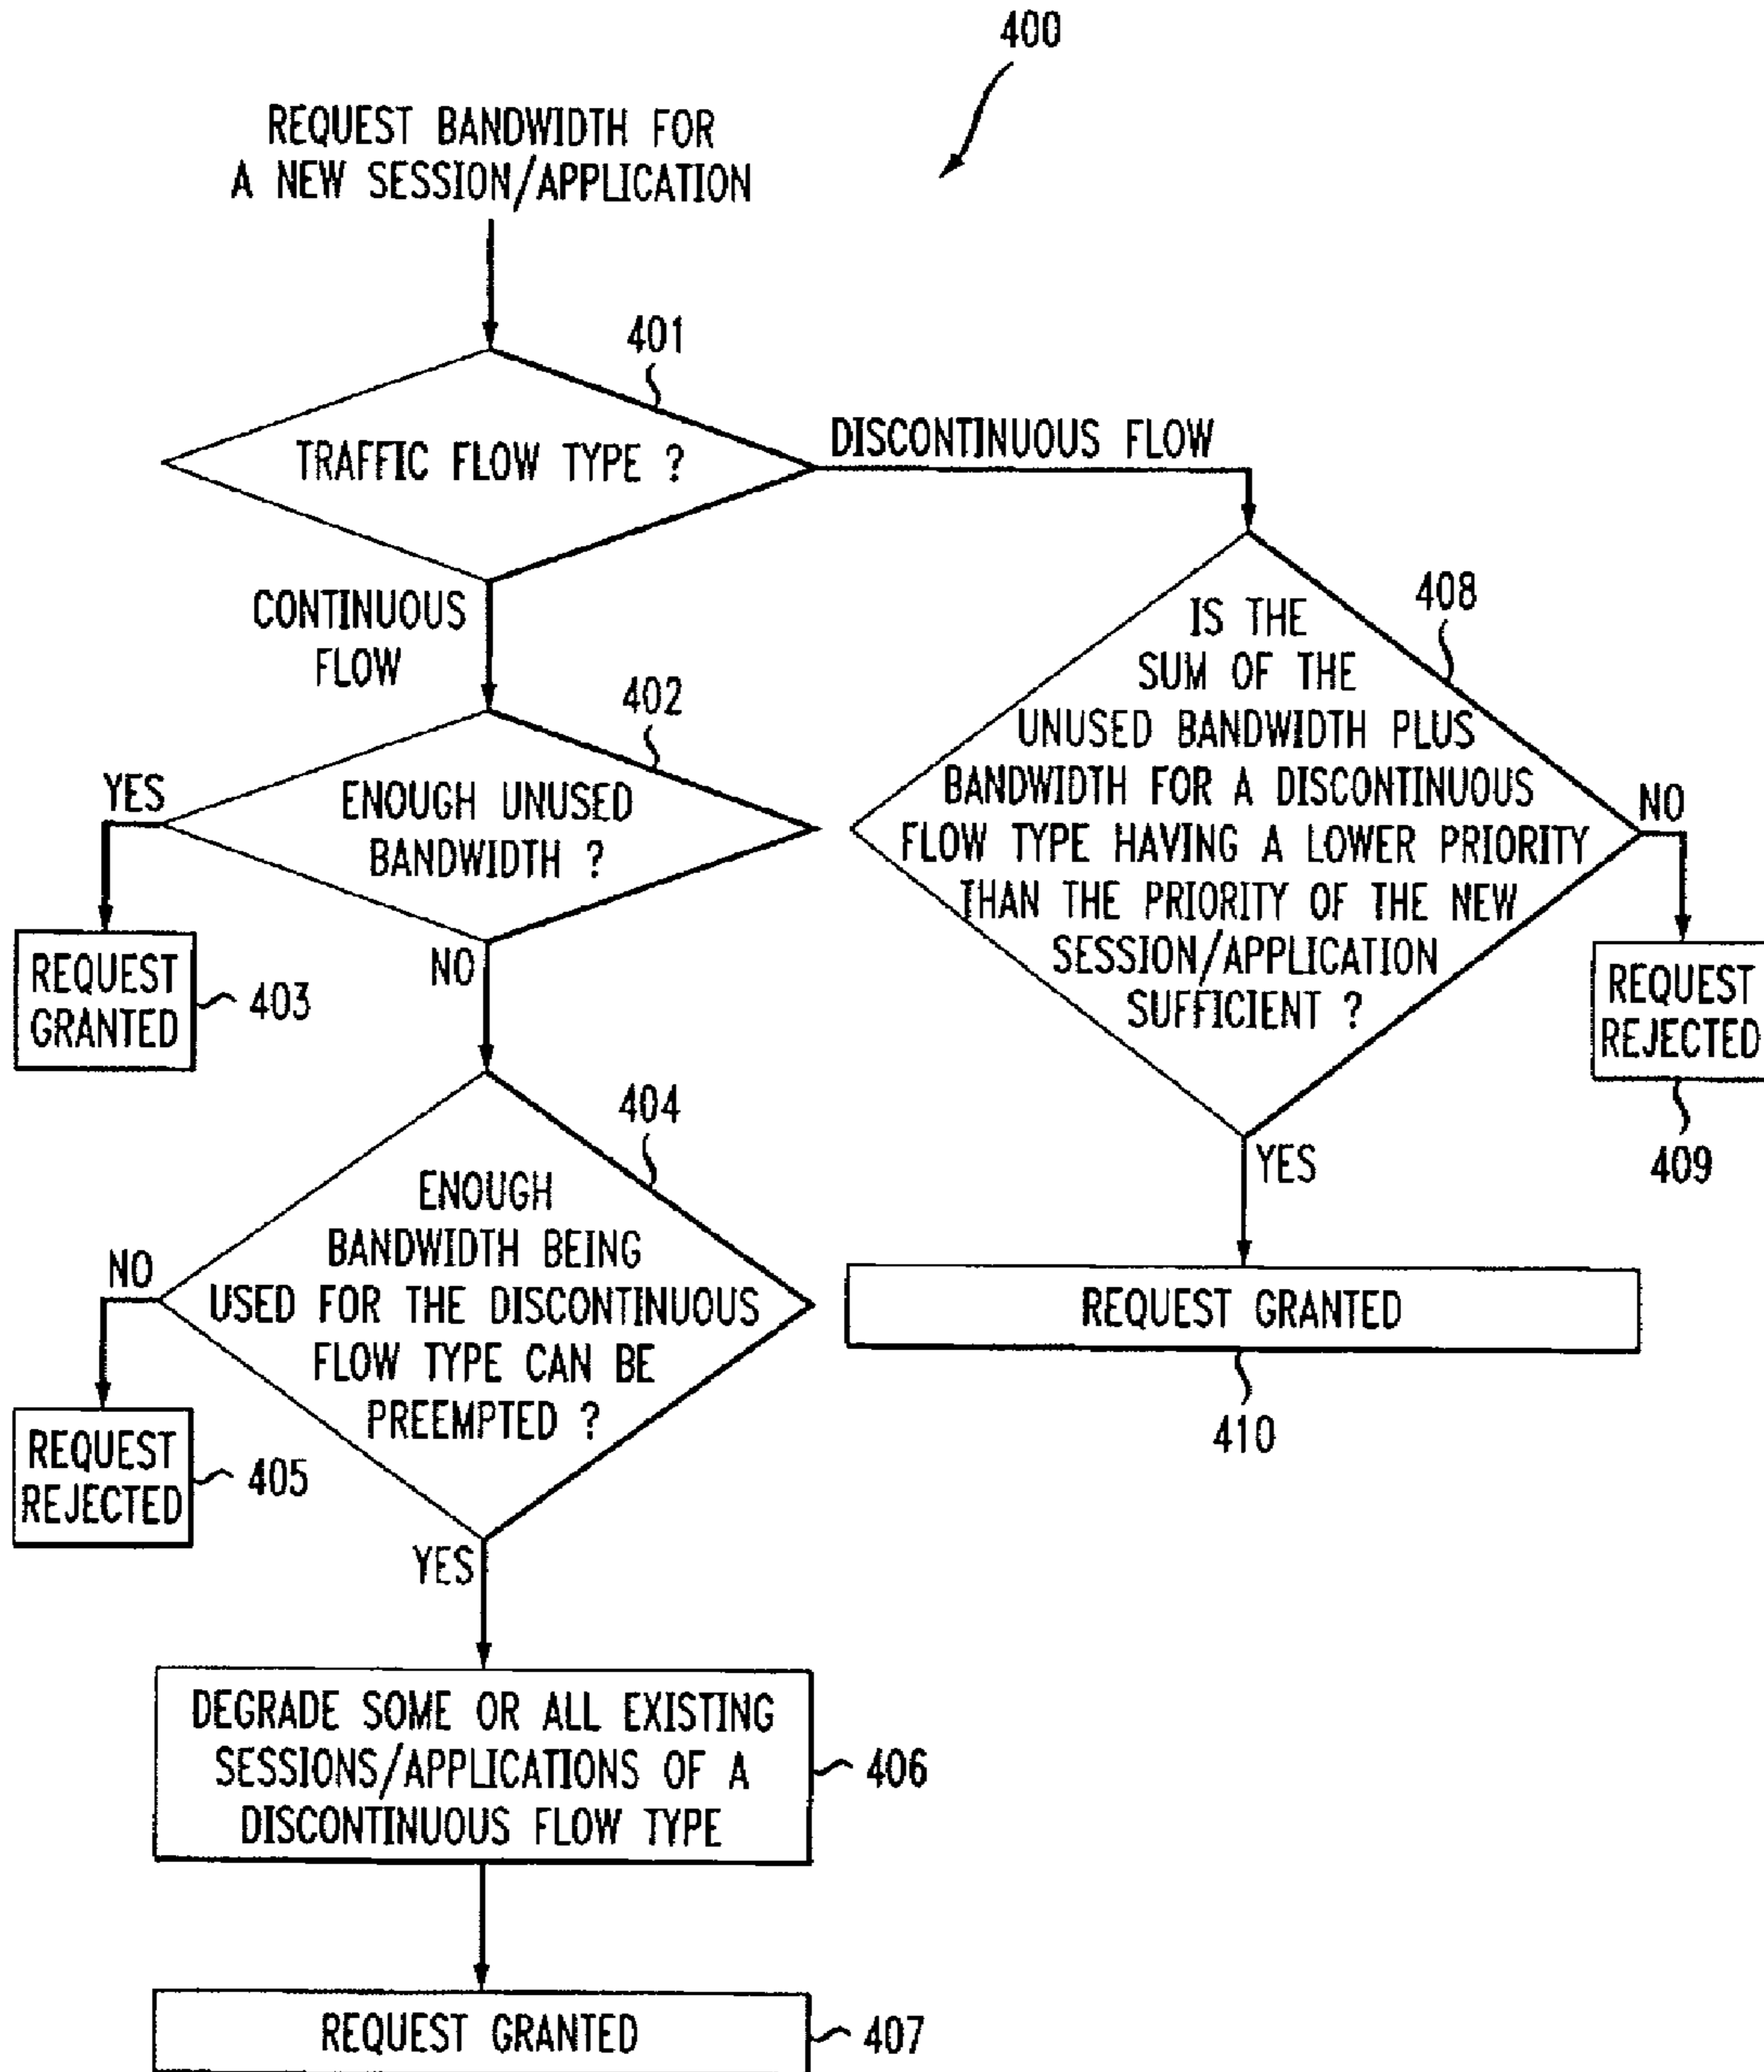 400
REQUEST BANDWIDTH FOR
A NEW SESSION/APPLICATION
401
TRAFFIC FLOW TYPE ?
DISCONTINUOUS FLOW
CONTINUOUS
FLOW
402
YES
ENOUGH UNUSED
BANDWIDTH ?
REQUEST
GRANTED
403
NO
404
ENOUGH
BANDWIDTH BEING
USED FOR THE DISCONTINUOUS
FLOW TYPE CAN BE
PREEMPTED ?
NO
REQUEST
REJECTED
405
YES
DEGRADE SOME OR ALL EXISTING
SESSIONS/APPLICATIONS OF A
DISCONTINUOUS FLOW TYPE
406
REQUEST GRANTED
407
408
IS THE
SUM OF THE
UNUSED BANDWIDTH PLUS
BANDWIDTH FOR A DISCONTINUOUS
FLOW TYPE HAVING A LOWER PRIORITY
THAN THE PRIORITY OF THE NEW
SESSION/APPLICATION
SUFFICIENT ?
NO
REQUEST
REJECTED
409
YES
REQUEST GRANTED
410